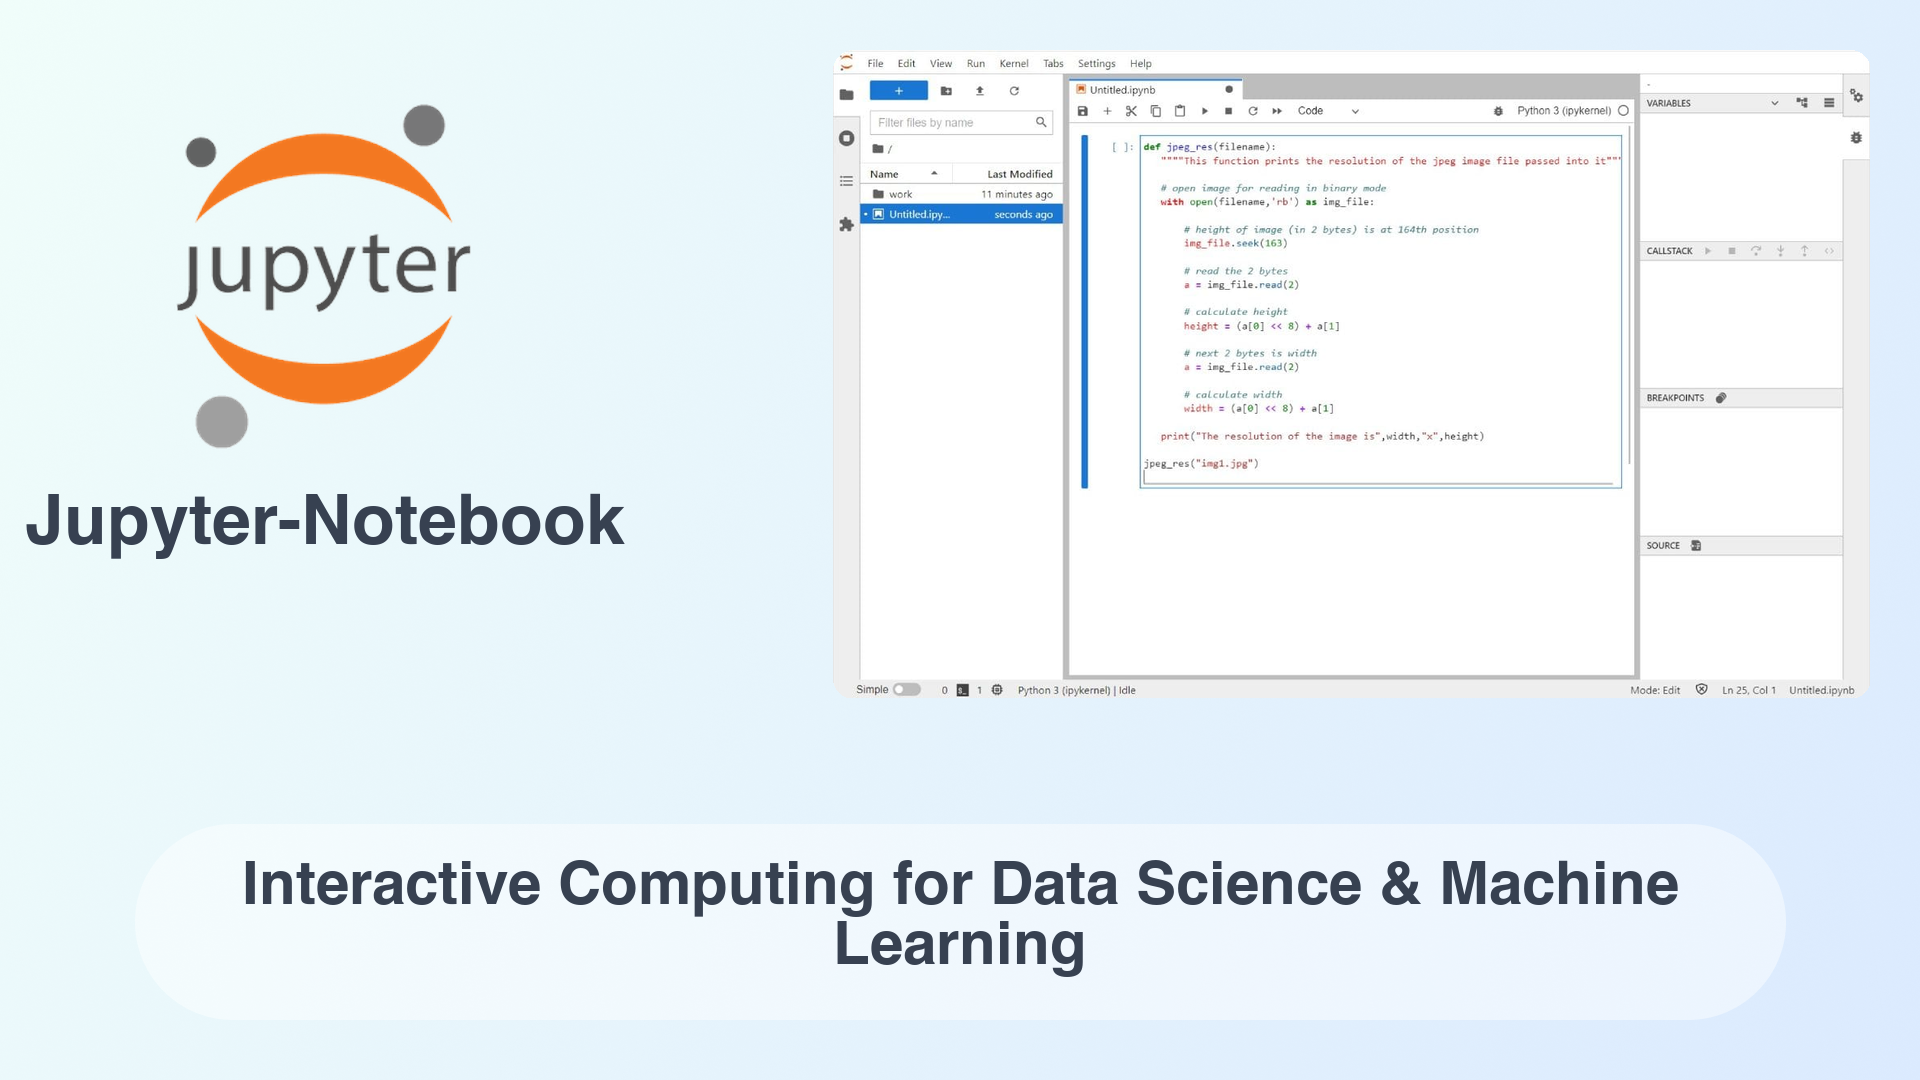 jupyter
Jupyter-Notebook
File Edit View Run Kernel Tabs Settings Help
+
Filter files by name
/
Name Last Modified
work 11 minutes ago
Untitled.ipy... seconds ago
Untitled.ipynb
Code
Python 3 (ipykernel)
[ ]:
def jpeg_res(filename):
""""This function prints the resolution of the jpeg image file passed into it"""
# open image for reading in binary mode
with open(filename,'rb') as img_file:
# height of image (in 2 bytes) is at 164th position
img_file.seek(163)
# read the 2 bytes
a = img_file.read(2)
# calculate height
height = (a[0] << 8) + a[1]
# next 2 bytes is width
a = img_file.read(2)
# calculate width
width = (a[0] << 8) + a[1]
print("The resolution of the image is",width,"x",height)
jpeg_res("img1.jpg")
VARIABLES
CALLSTACK
BREAKPOINTS
SOURCE
Simple 0 1 Python 3 (ipykernel) | Idle
Mode: Edit Ln 25, Col 1 Untitled.ipynb
Interactive Computing for Data Science & Machine
Learning